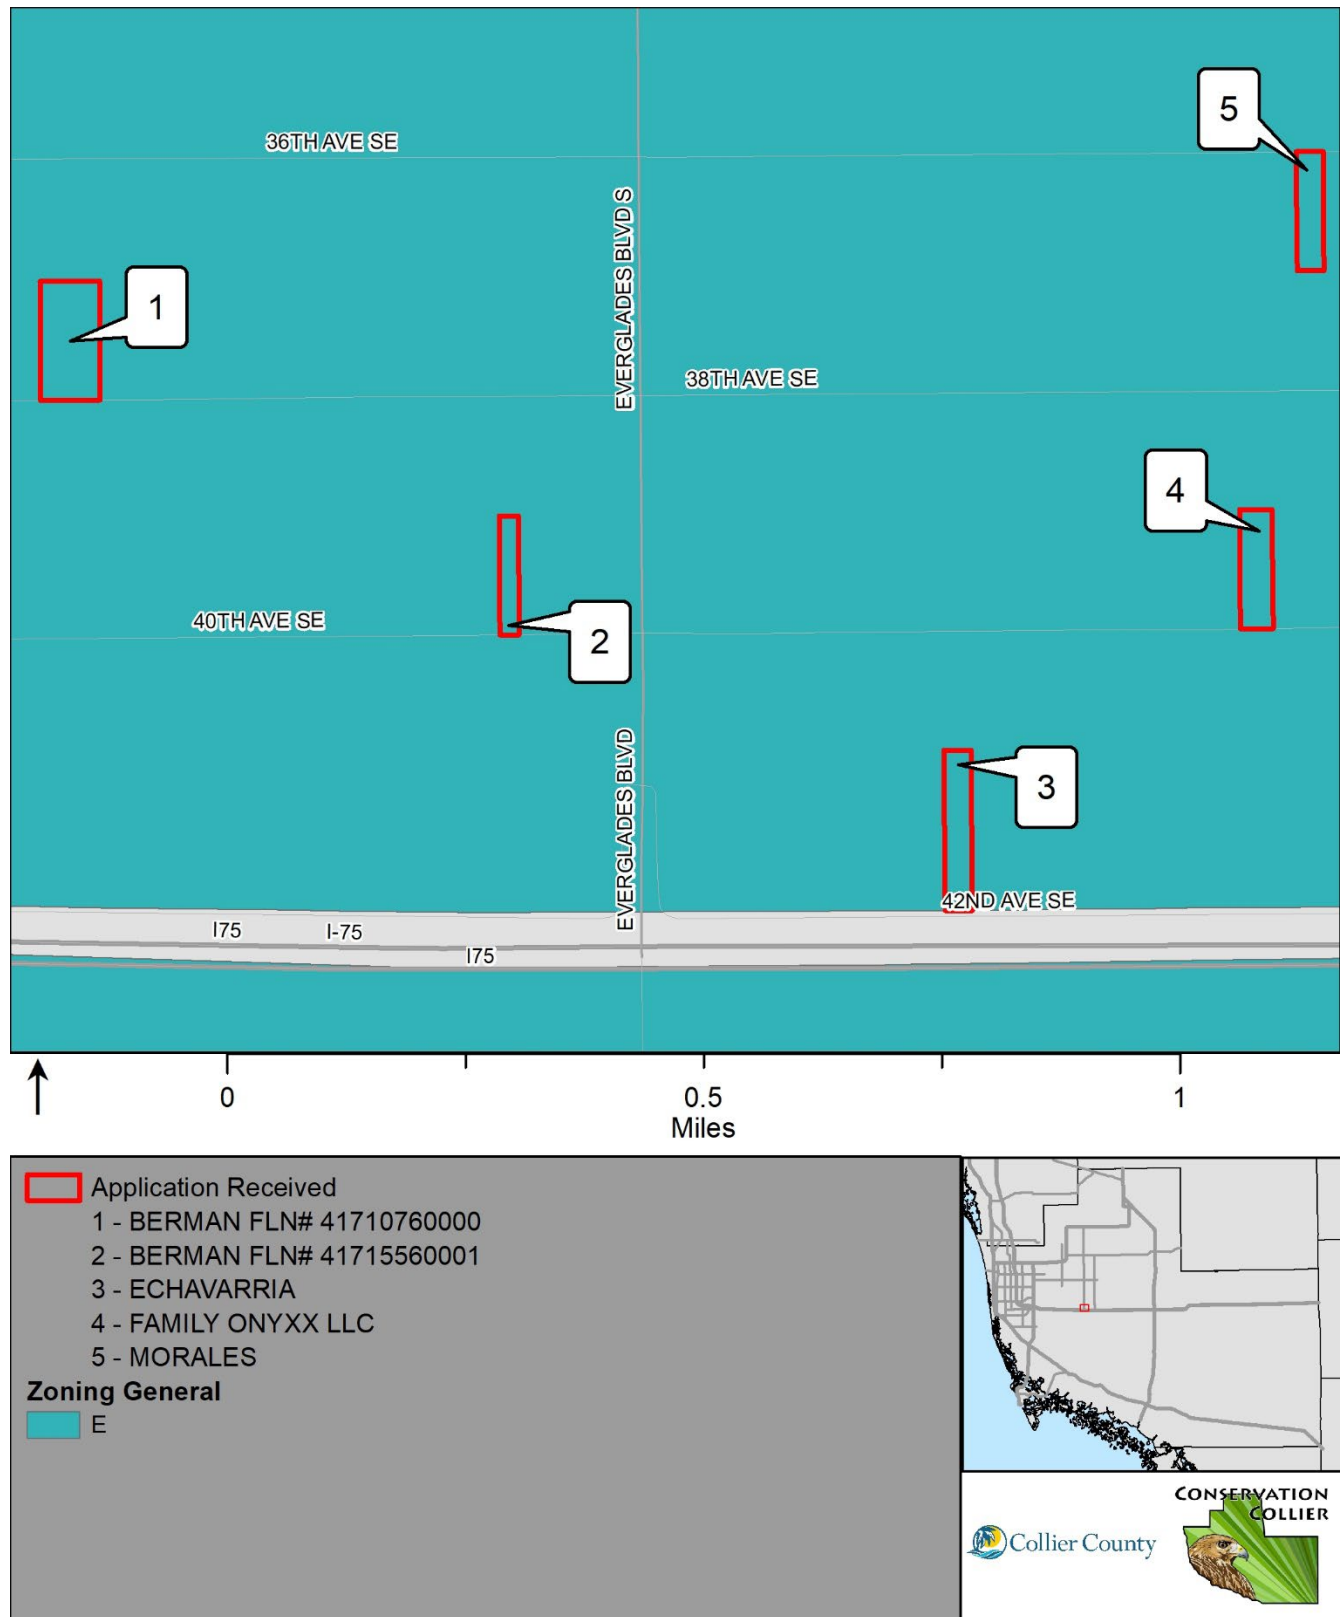 36TH AVE SE
5
EVERGLADES BLVD S
1
38TH AVE SE
4
40TH AVE SE
2
EVERGLADES BLVD
3
42ND AVE SE
I75
I-75
I75
0
0.5
1
Miles
Application Received
1 - BERMAN FLN# 41710760000
2 - BERMAN FLN# 41715560001
3 - ECHAVARRIA
4 - FAMILY ONYXX LLC
5 - MORALES
Zoning General
E
CONSERVATION
COLLIER
Collier County